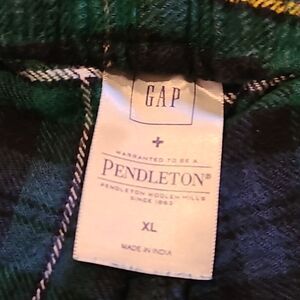 GAP
+
WARRANTED TO BE A
PENDLETON®
PENDLETON WOOLEN MILLS
SINCE 1863
XL
MADE IN INDIA